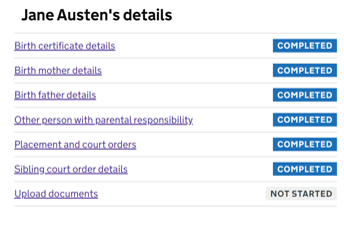 Jane Austen's details
Birth certificate details COMPLETED
Birth mother details COMPLETED
Birth father details COMPLETED
Other person with parental responsibility COMPLETED
Placement and court orders COMPLETED
Sibling court order details COMPLETED
Upload documents NOT STARTED